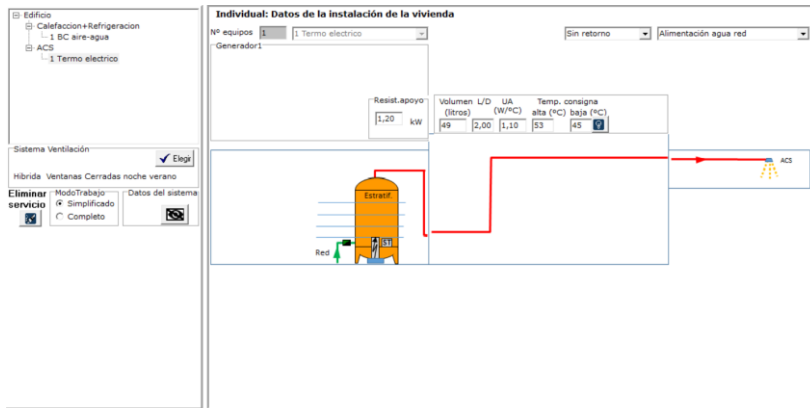 Edificio
Calefaccion+Refrigeracion
1 BC aire-agua
ACS
1 Termo electrico
Sistema Ventilación
Elegir
Hibrida Ventanas Cerradas noche verano
Eliminar servicio
ModoTrabajo
Simplificado
Completo
Datos del sistema
Individual: Datos de la instalación de la vivienda
Nº equipos 1 1 Termo electrico
Sin retorno
Alimentación agua red
Generador1
Resist.apoyo
1,20 kW
Volumen L/D UA Temp. consigna
(litros) (W/ºC) alta (ºC) baja (ºC)
49 2,00 1,10 53 45
Estratif.
ST
Red
ACS